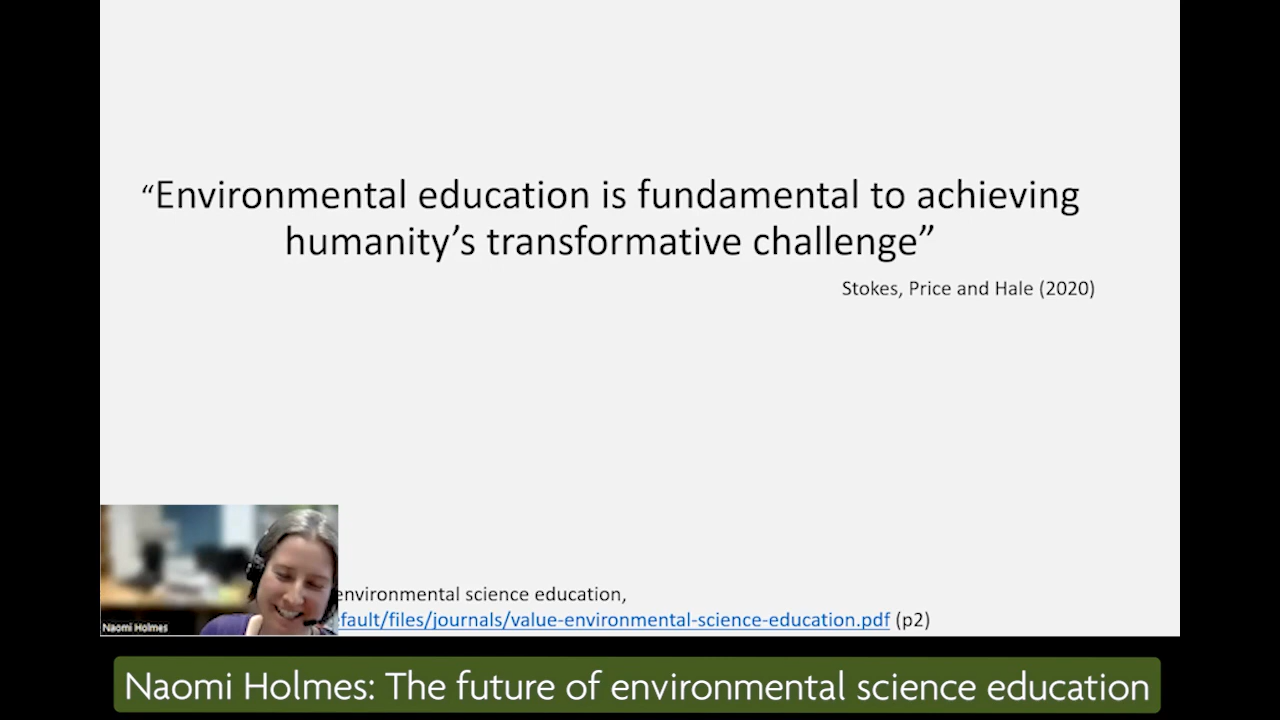 “Environmental education is fundamental to achieving
humanity’s transformative challenge”
Stokes, Price and Hale (2020)
environmental science education,
fault/files/journals/value-environmental-science-education.pdf (p2)
Naomi Holmes
Naomi Holmes: The future of environmental science education